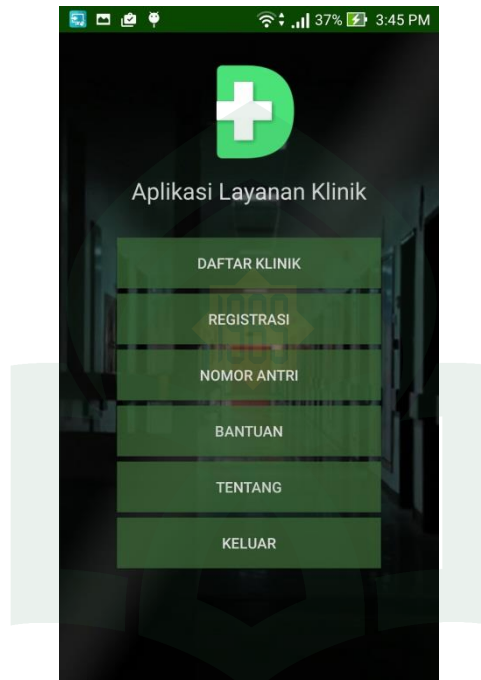 37% 3:45 PM
Aplikasi Layanan Klinik
DAFTAR KLINIK
REGISTRASI
NOMOR ANTRI
BANTUAN
TENTANG
KELUAR